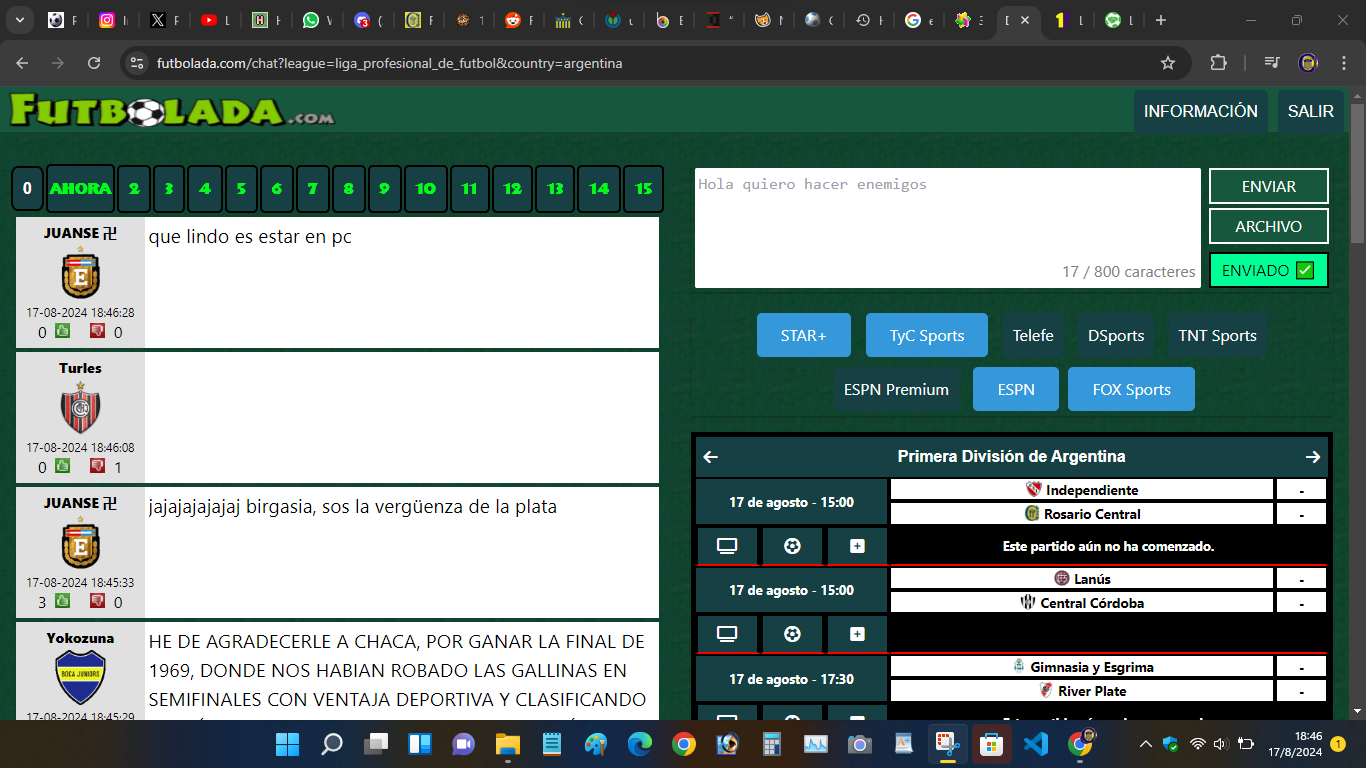 futbolada.com/chat?league=liga_profesional_de_futbol&country=argentina
FUTBOLADA.COM
INFORMACIÓN
SALIR
0 AHORA 2 3 4 5 6 7 8 9 10 11 12 13 14 15
JUANSE 卍
que lindo es estar en pc
E
17-08-2024 18:46:28
0 0
Turles
17-08-2024 18:46:08
0 1
JUANSE 卍
jajajajajajaj birgasia, sos la vergüenza de la plata
E
17-08-2024 18:45:33
3 0
Yokozuna
HE DE AGRADECERLE A CHACA, POR GANAR LA FINAL DE
1969, DONDE NOS HABIAN ROBADO LAS GALLINAS EN
SEMIFINALES CON VENTAJA DEPORTIVA Y CLASIFICANDO
BOCA JUNIORS
17-08-2024 18:45:29
Hola quiero hacer enemigos
17 / 800 caracteres
ENVIAR
ARCHIVO
ENVIADO
STAR+ TyC Sports Telefe DSports TNT Sports
ESPN Premium ESPN FOX Sports
Primera División de Argentina
17 de agosto - 15:00
Independiente -
Rosario Central -
Este partido aún no ha comenzado.
17 de agosto - 15:00
Lanús -
Central Córdoba -
17 de agosto - 17:30
Gimnasia y Esgrima -
River Plate -
18:46
17/8/2024
1